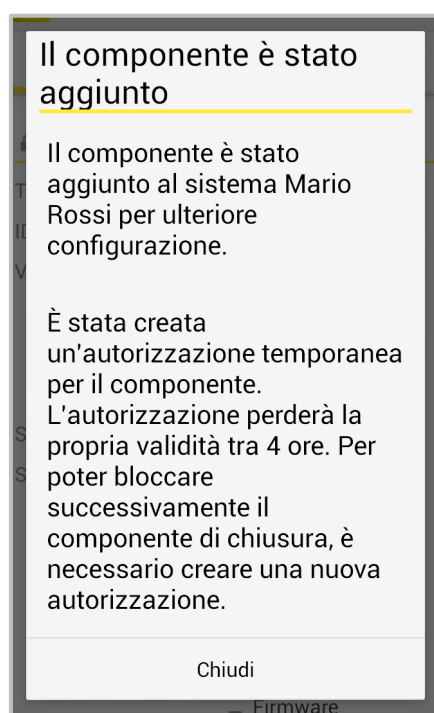 Il componente è stato
aggiunto
Il componente è stato
aggiunto al sistema Mario
Rossi per ulteriore
configurazione.
È stata creata
un'autorizzazione temporanea
per il componente.
L'autorizzazione perderà la
propria validità tra 4 ore. Per
poter bloccare
successivamente il
componente di chiusura, è
necessario creare una nuova
autorizzazione.
Chiudi
Firmware